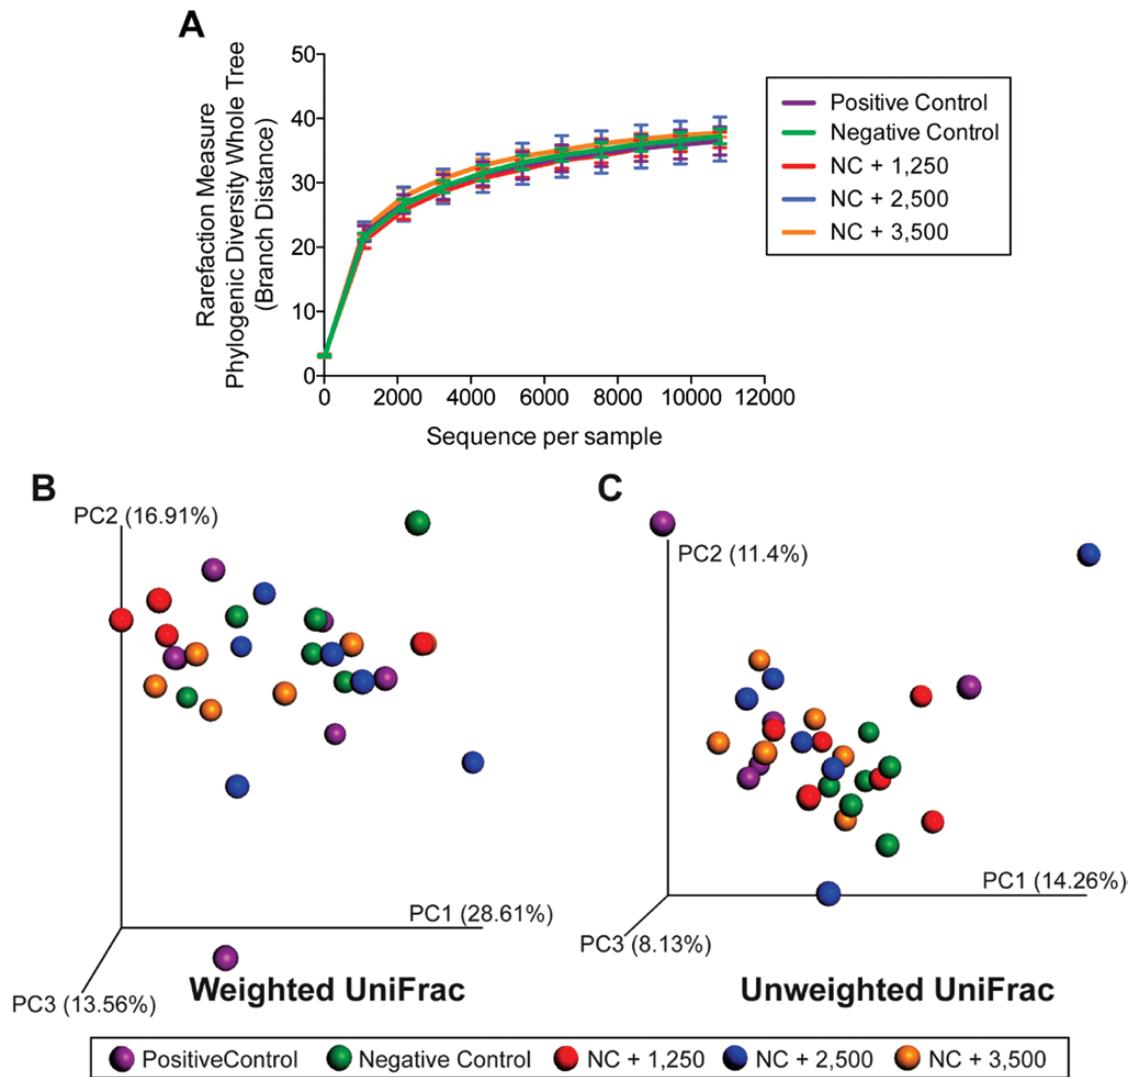 A
Rarefaction Measure
Phylogenic Diversity Whole Tree
(Branch Distance)
50
40
30
20
10
0
0 2000 4000 6000 8000 10000 12000
Sequence per sample
Positive Control
Negative Control
NC + 1,250
NC + 2,500
NC + 3,500
B
PC2 (16.91%)
PC1 (28.61%)
PC3 (13.56%)
Weighted UniFrac
C
PC2 (11.4%)
PC1 (14.26%)
PC3 (8.13%)
Unweighted UniFrac
PositiveControl Negative Control NC + 1,250 NC + 2,500 NC + 3,500